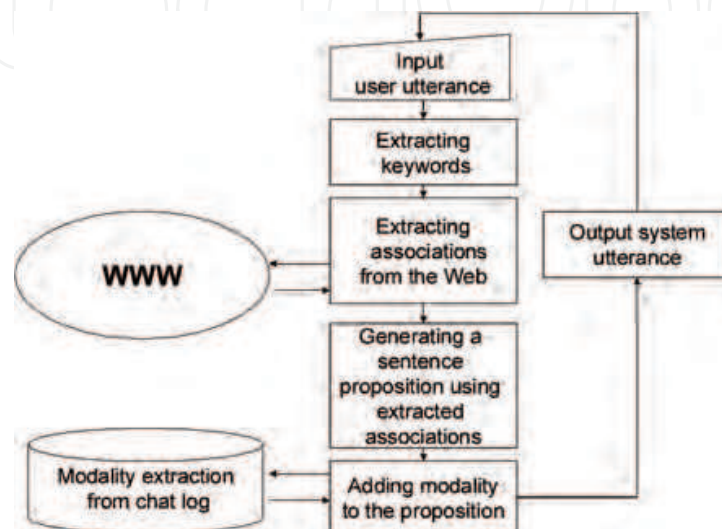 Input
user utterance
Extracting
keywords
Extracting
associations
from the Web
WWW
Output system
utterance
Generating a
sentence
proposition using
extracted
associations
Modality extraction
from chat log
Adding modality
to the proposition